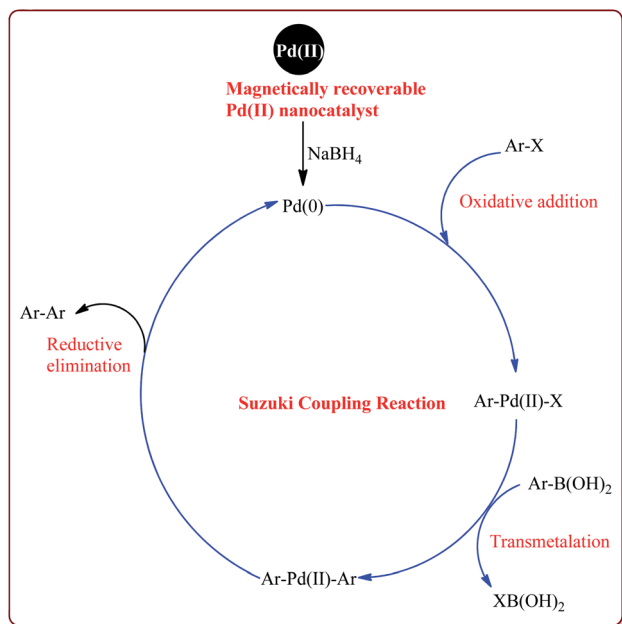 Pd(II)
Magnetically recoverable
Pd(II) nanocatalyst
NaBH₄
Ar-X
Pd(0)
Oxidative addition
Ar-Ar
Reductive
elimination
Suzuki Coupling Reaction
Ar-Pd(II)-X
Ar-B(OH)₂
Transmetalation
Ar-Pd(II)-Ar
XB(OH)₂